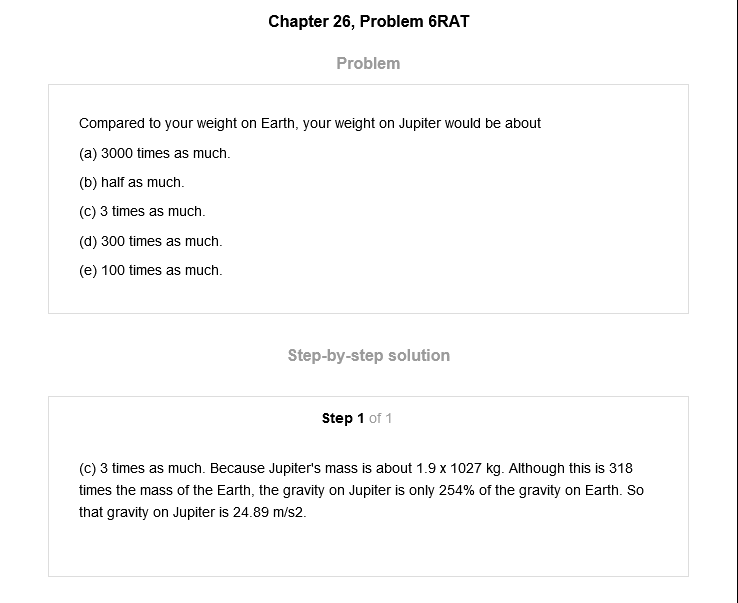 Chapter 26, Problem 6RAT
Problem
Compared to your weight on Earth, your weight on Jupiter would be about
(a) 3000 times as much.
(b) half as much.
(c) 3 times as much.
(d) 300 times as much.
(e) 100 times as much.
Step-by-step solution
Step 1 of 1
(c) 3 times as much. Because Jupiter's mass is about 1.9 x 1027 kg. Although this is 318
times the mass of the Earth, the gravity on Jupiter is only 254% of the gravity on Earth. So
that gravity on Jupiter is 24.89 m/s2.